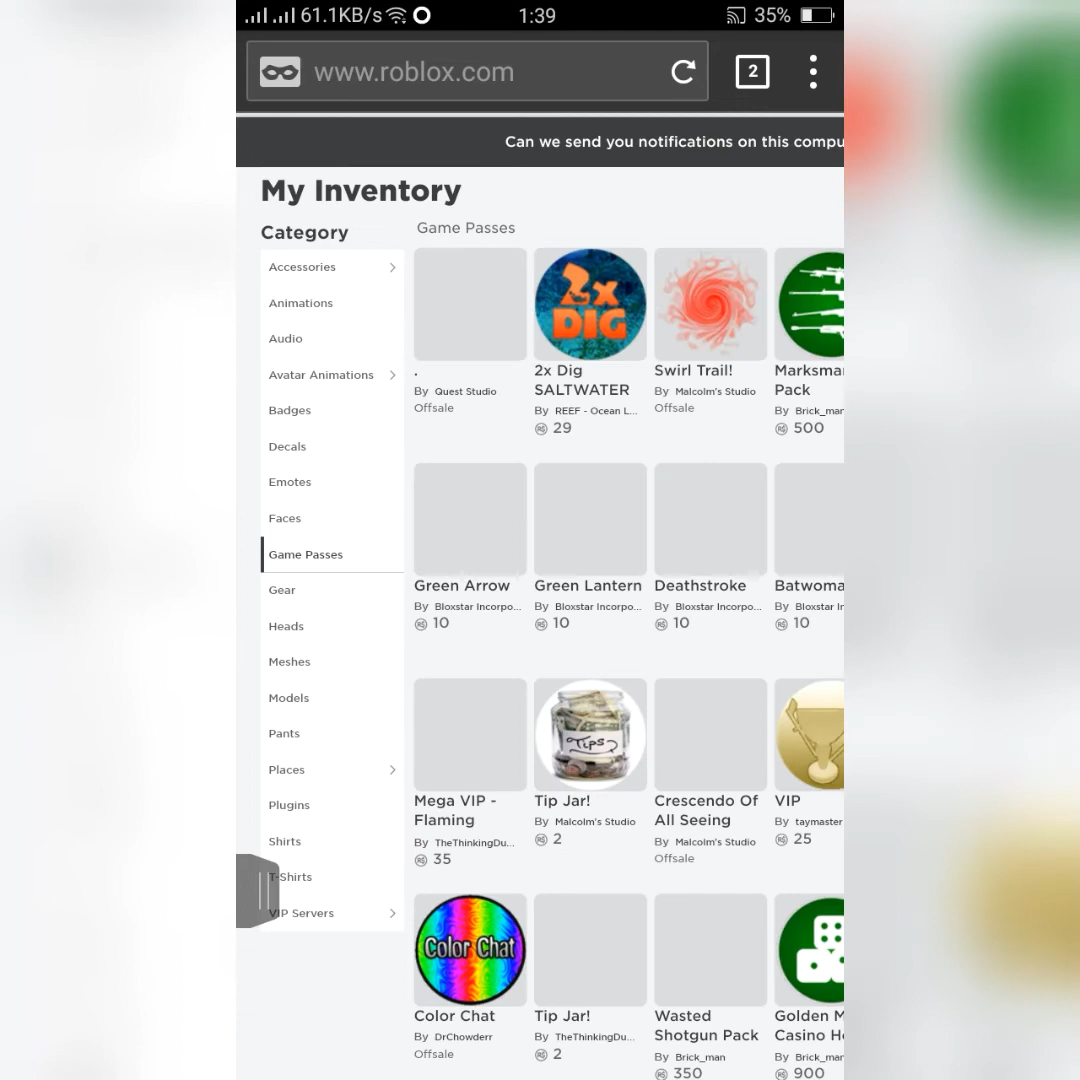 61.1KB/s 1:39 35%
www.roblox.com
2
Can we send you notifications on this compu
My Inventory
Category
Accessories
Animations
Audio
Avatar Animations
Badges
Decals
Emotes
Faces
Game Passes
Gear
Heads
Meshes
Models
Pants
Places
Plugins
Shirts
T-Shirts
VIP Servers
Game Passes
.
By Quest Studio
Offsale
2x
DIG
2x Dig
SALTWATER
By REEF - Ocean L...
29
Swirl Trail!
By Malcolm's Studio
Offsale
Marksma
Pack
By Brick_man
500
Green Arrow
By Bloxstar Incorpo...
10
Green Lantern
By Bloxstar Incorpo...
10
Deathstroke
By Bloxstar Incorpo...
10
Batwoma
By Bloxstar In
10
Mega VIP -
Flaming
By TheThinkingDu...
35
Tips
Tip Jar!
By Malcolm's Studio
2
Crescendo Of
All Seeing
By Malcolm's Studio
Offsale
VIP
By taymaster
25
Color Chat
Color Chat
By DrChowderr
Offsale
Tip Jar!
By TheThinkingDu...
2
Wasted
Shotgun Pack
By Brick_man
350
Golden M
Casino Ho
By Brick_man
900